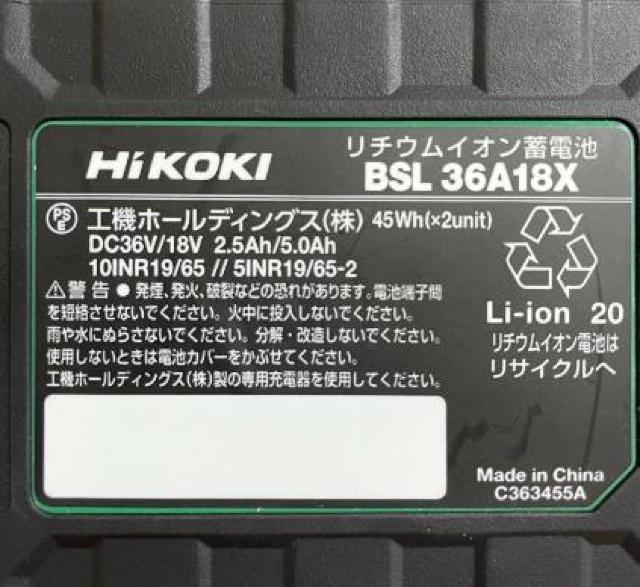 HiKOKI
リチウムイオン蓄電池
BSL 36A18X
PS E 工機ホールディングス(株) 45Wh(×2unit)
DC36V/18V 2.5Ah/5.0Ah
10INR19/65 // 5INR19/65-2
⚠警告 ● 発煙、発火、破裂などの恐れがあります。電池端子間
を短絡させないでください。火中に投入しないでください。
雨や水にぬらさないでください。分解・改造しないでください。
使用しないときは電池カバーをかぶせてください。
工機ホールディングス(株)製の専用充電器を使用してください。
Li-ion 20
リチウムイオン電池は
リサイクルへ
Made in China
C363455A